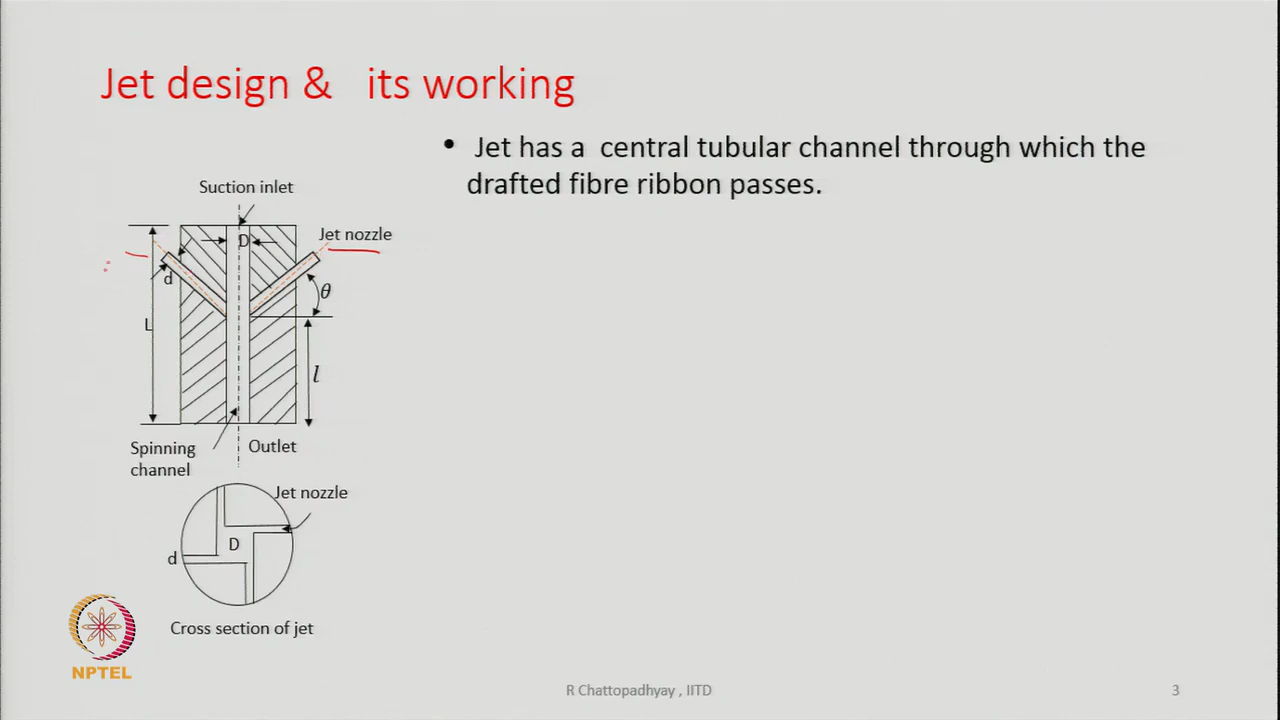 Jet design & its working
• Jet has a central tubular channel through which the
drafted fibre ribbon passes.
Suction inlet
Jet nozzle
D
d
θ
L
l
Spinning
channel
Outlet
Jet nozzle
D
d
Cross section of jet
NPTEL
R Chattopadhyay , IITD
3